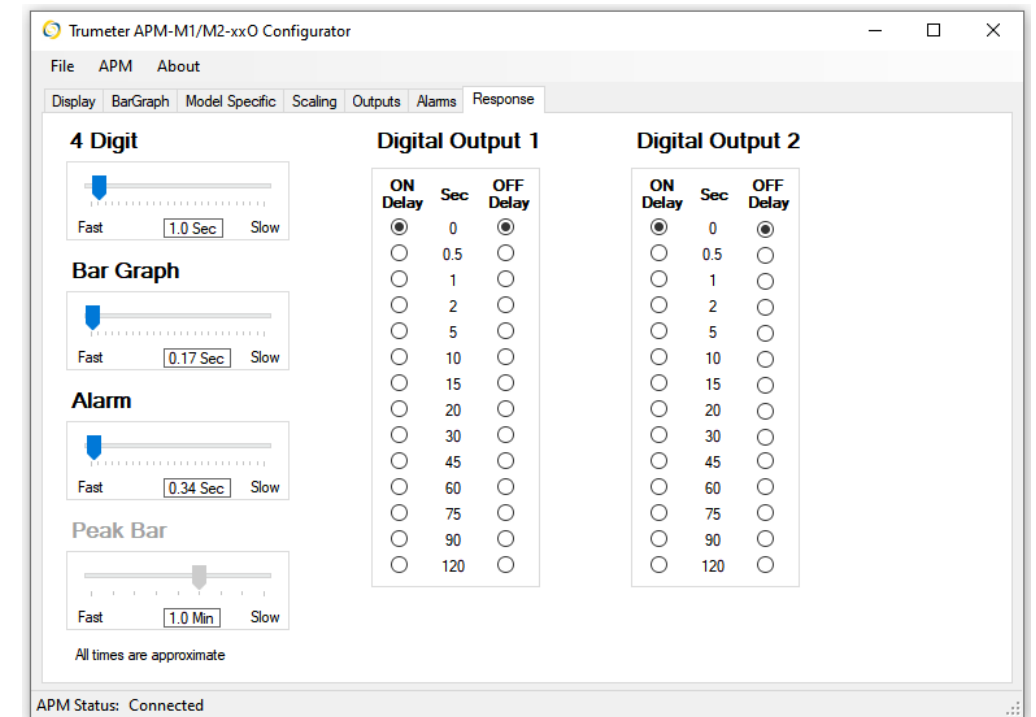 Trumeter APM-M1/M2-xxO Configurator
File APM About
Display BarGraph Model Specific Scaling Outputs Alarms Response
4 Digit
Fast 1.0 Sec Slow
Bar Graph
Fast 0.17 Sec Slow
Alarm
Fast 0.34 Sec Slow
Peak Bar
Fast 1.0 Min Slow
All times are approximate
Digital Output 1
ON Delay Sec OFF Delay
0
0.5
1
2
5
10
15
20
30
45
60
75
90
120
Digital Output 2
ON Delay Sec OFF Delay
0
0.5
1
2
5
10
15
20
30
45
60
75
90
120
APM Status: Connected